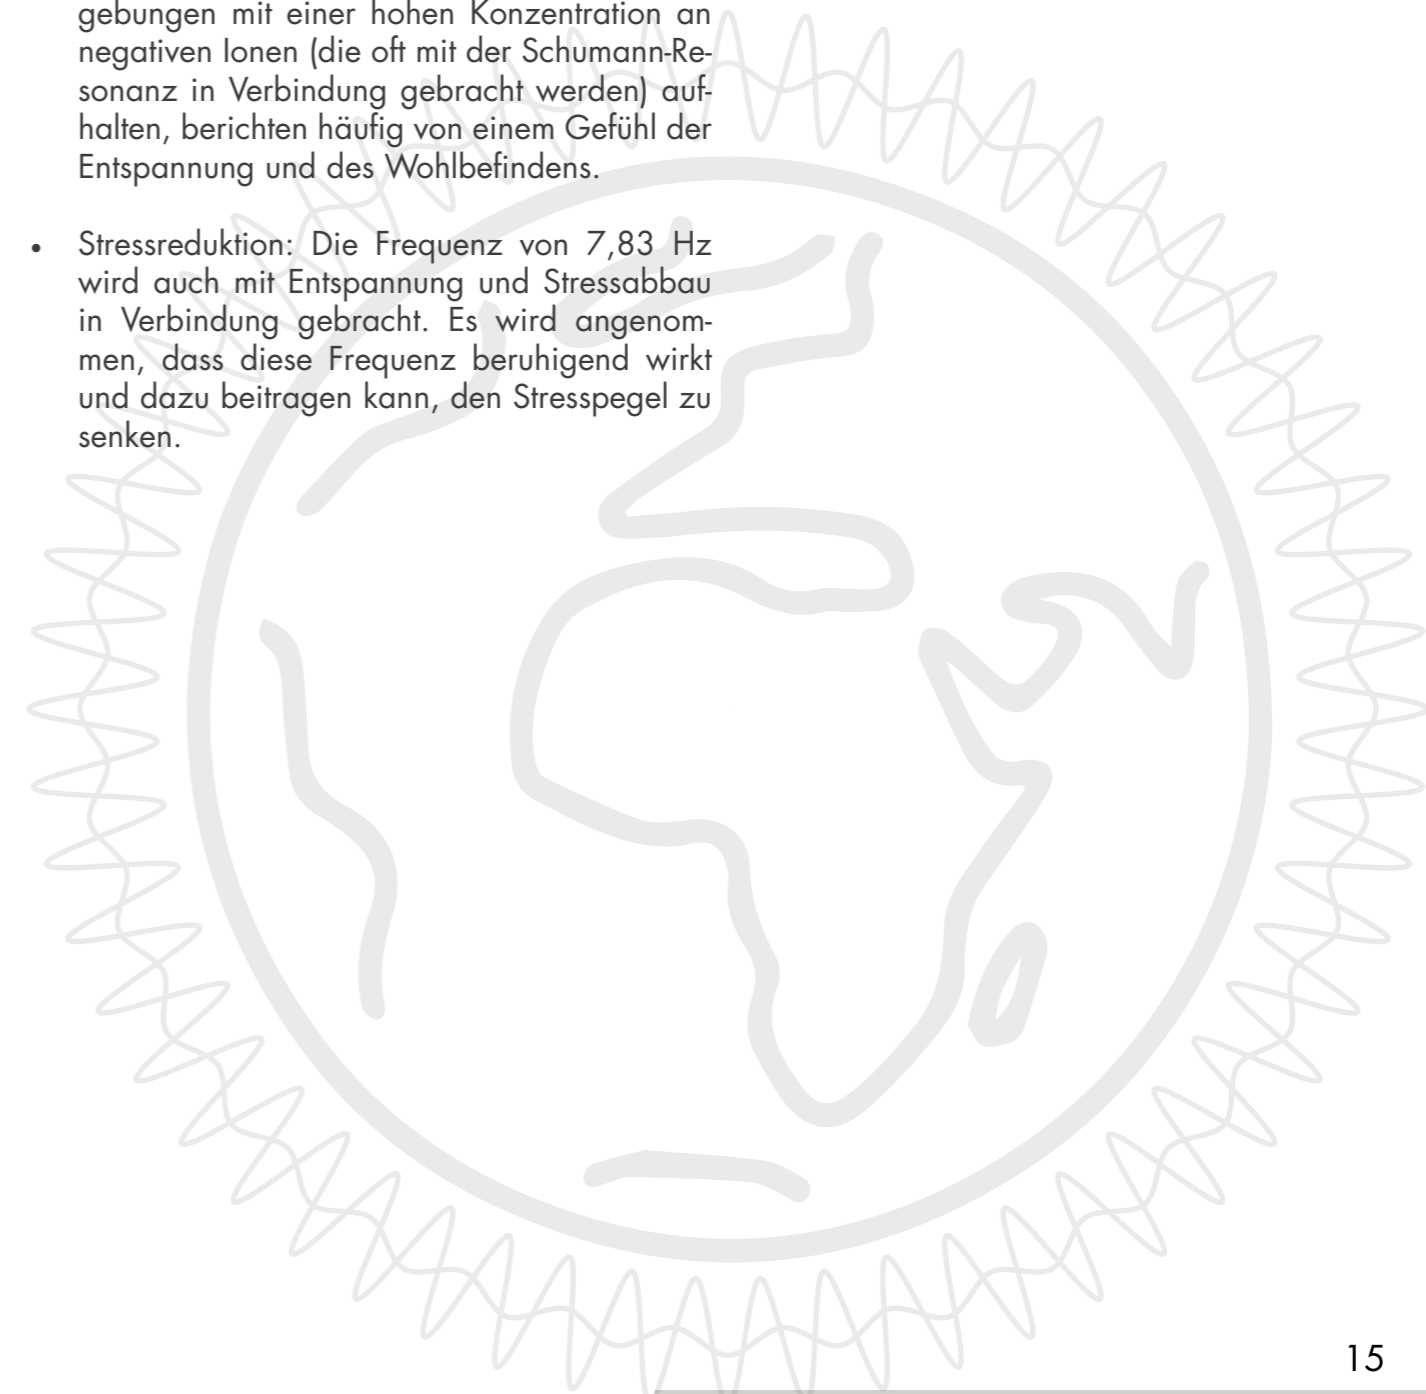 gebungen mit einer hohen Konzentration an
negativen Ionen (die oft mit der Schumann-Re-
sonanz in Verbindung gebracht werden) auf-
halten, berichten häufig von einem Gefühl der
Entspannung und des Wohlbefindens.
• Stressreduktion: Die Frequenz von 7,83 Hz
wird auch mit Entspannung und Stressabbau
in Verbindung gebracht. Es wird angenom-
men, dass diese Frequenz beruhigend wirkt
und dazu beitragen kann, den Stresspegel zu
senken.
15